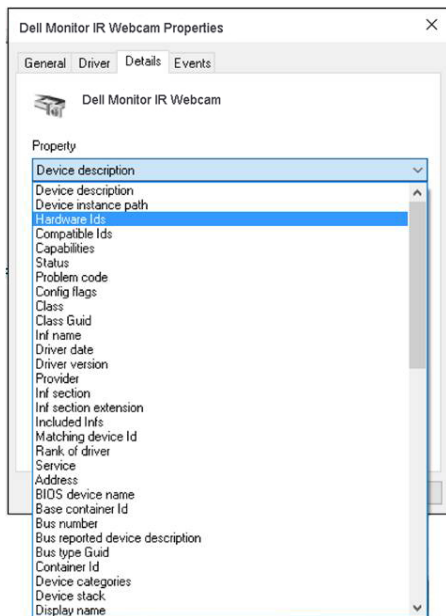 Dell Monitor IR Webcam Properties
General Driver Details Events
Dell Monitor IR Webcam
Property
Device description
Device description
Device instance path
Hardware Ids
Compatible Ids
Capabilities
Status
Problem code
Config flags
Class
Class Guid
Inf name
Driver date
Driver version
Provider
Inf section
Inf section extension
Included Infs
Matching device Id
Rank of driver
Service
Address
BIOS device name
Base container Id
Bus number
Bus reported device description
Bus type Guid
Container Id
Device categories
Device stack
Display name